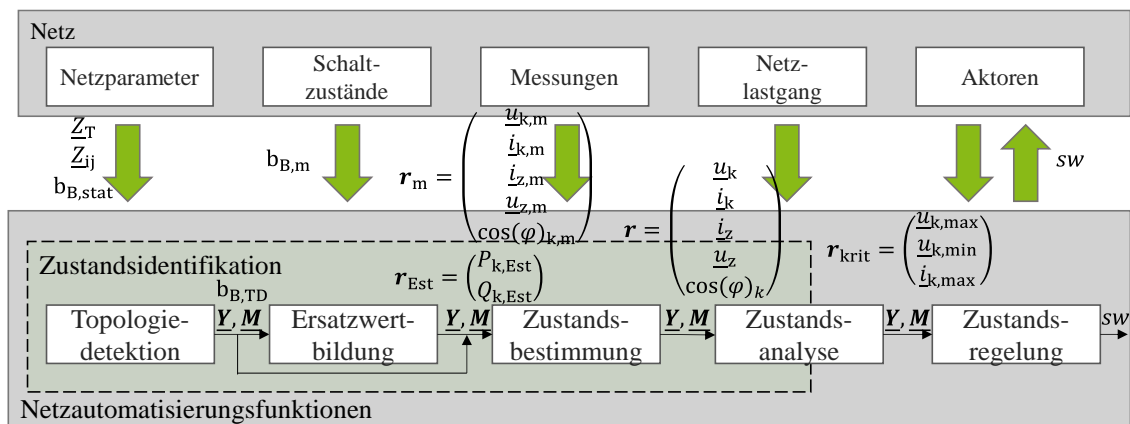 Netz
Netzparameter
Schalt-
zustände
Messungen
Netz-
lastgang
Aktoren
Z_T
Z_ij
b_B,stat
b_B,m
r_m =
u_k,m
i_k,m
i_z,m
u_z,m
cos(φ)_k,m
r =
u_k
i_k
i_z
u_z
cos(φ)_k
sw
r_krit =
u_k,max
u_k,min
i_k,max
Zustandsidentifikation
r_Est =
P_k,Est
Q_k,Est
b_B,TD
Topologie-
detektion
Y, M
Ersatzwert-
bildung
Y, M
Zustands-
bestimmung
Y, M
Zustands-
analyse
Y, M
Zustands-
regelung
sw
Netzautomatisierungsfunktionen